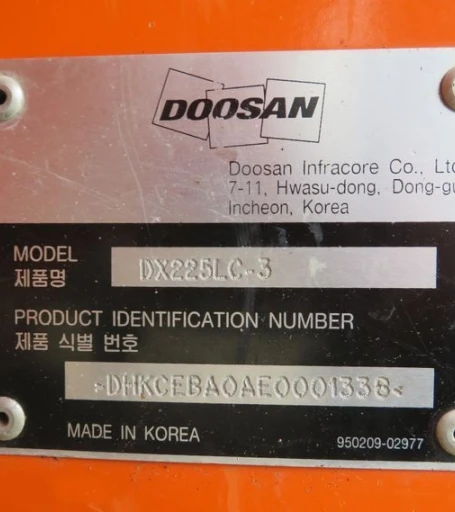 DOOSAN
Doosan Infracore Co., Ltd
7-11, Hwasu-dong, Dong-gu
Incheon, Korea
MODEL
제품명
DX225LC-3
PRODUCT IDENTIFICATION NUMBER
제품 식별 번호
*DHKCEBA0AE0001338*
MADE IN KOREA
950209-02977